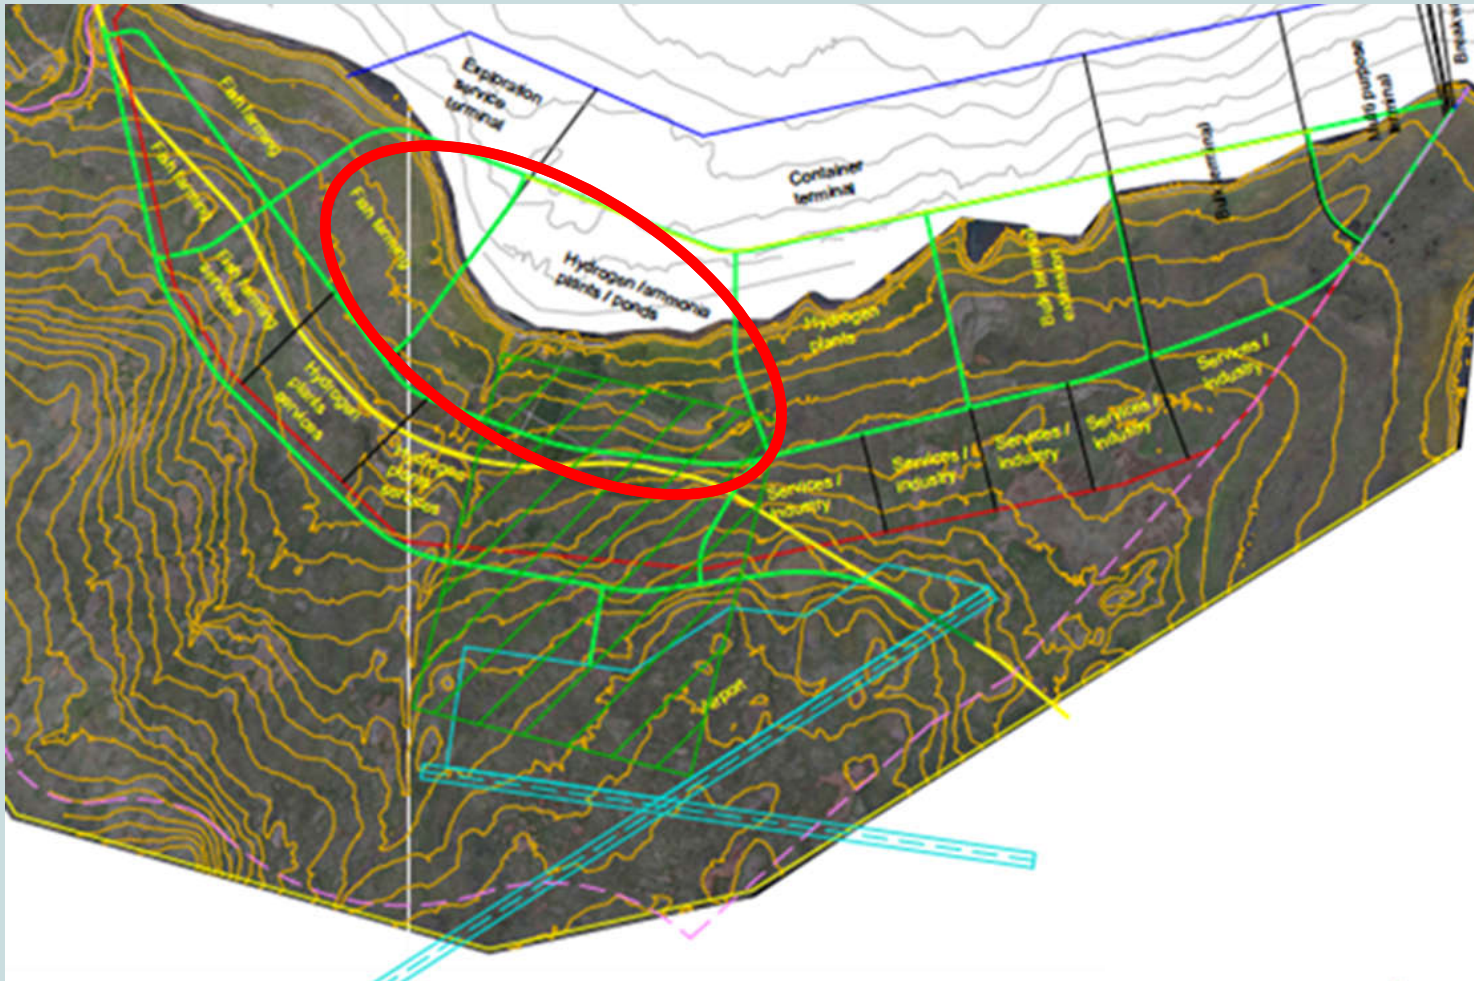 Exploration
service
terminal
Container
terminal
Multi purpose
terminal
Bulk terminal
Fish farming
Fish farming
Fish farming
Fish farming
services
Hydrogen /ammonia
plants / ponds
Hydrogen
plants
Bulk terminal
Hydrogen
plants
services
Hydrogen
plants
services
Services /
industry
Services /
industry
Services /
industry
Services /
industry
Services /
industry
Airport